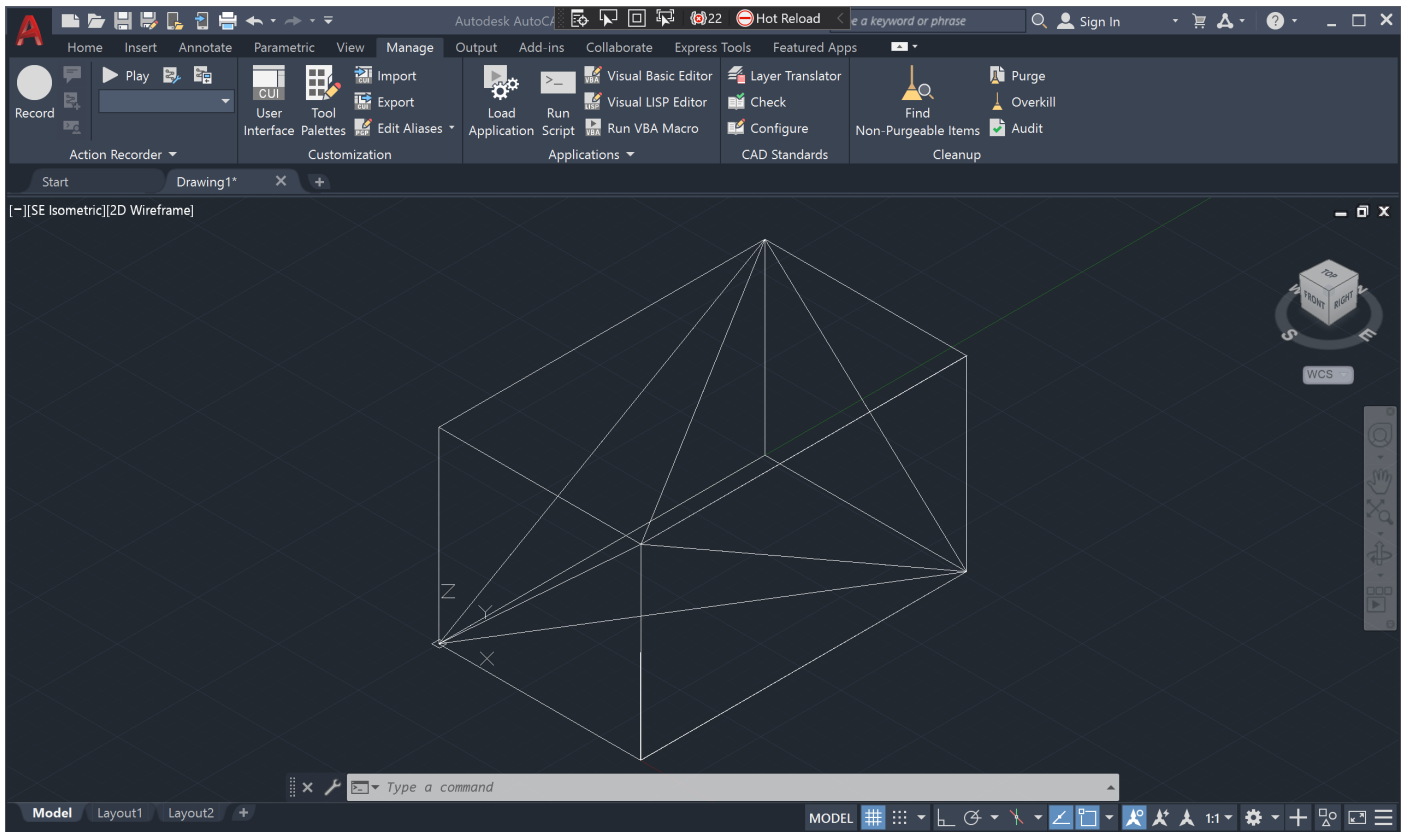 Autodesk AutoCA 22 Hot Reload e a keyword or phrase Sign In
Home Insert Annotate Parametric View Manage Output Add-ins Collaborate Express Tools Featured Apps
Record
Play
CUI
User Interface
Tool Palettes
Import
Export
Edit Aliases
Load Application
Run Script
Visual Basic Editor
Visual LISP Editor
Run VBA Macro
Layer Translator
Check
Configure
Find
Non-Purgeable Items
Purge
Overkill
Audit
Action Recorder Customization Applications CAD Standards Cleanup
Start Drawing1* +
[−][SE Isometric][2D Wireframe]
TOP
FRONT RIGHT
W N
S E
WCS
Z
Y
X
Type a command
Model Layout1 Layout2 + MODEL 1:1